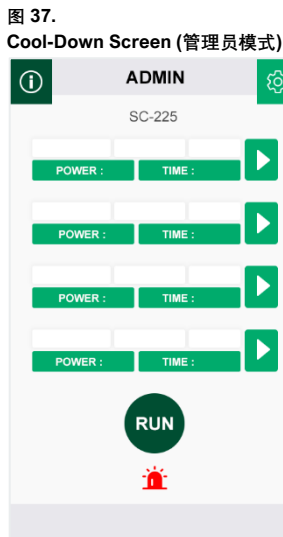 图 37.
Cool-Down Screen (管理员模式)
ADMIN
SC-225
POWER : TIME :
POWER : TIME :
POWER : TIME :
POWER : TIME :
RUN